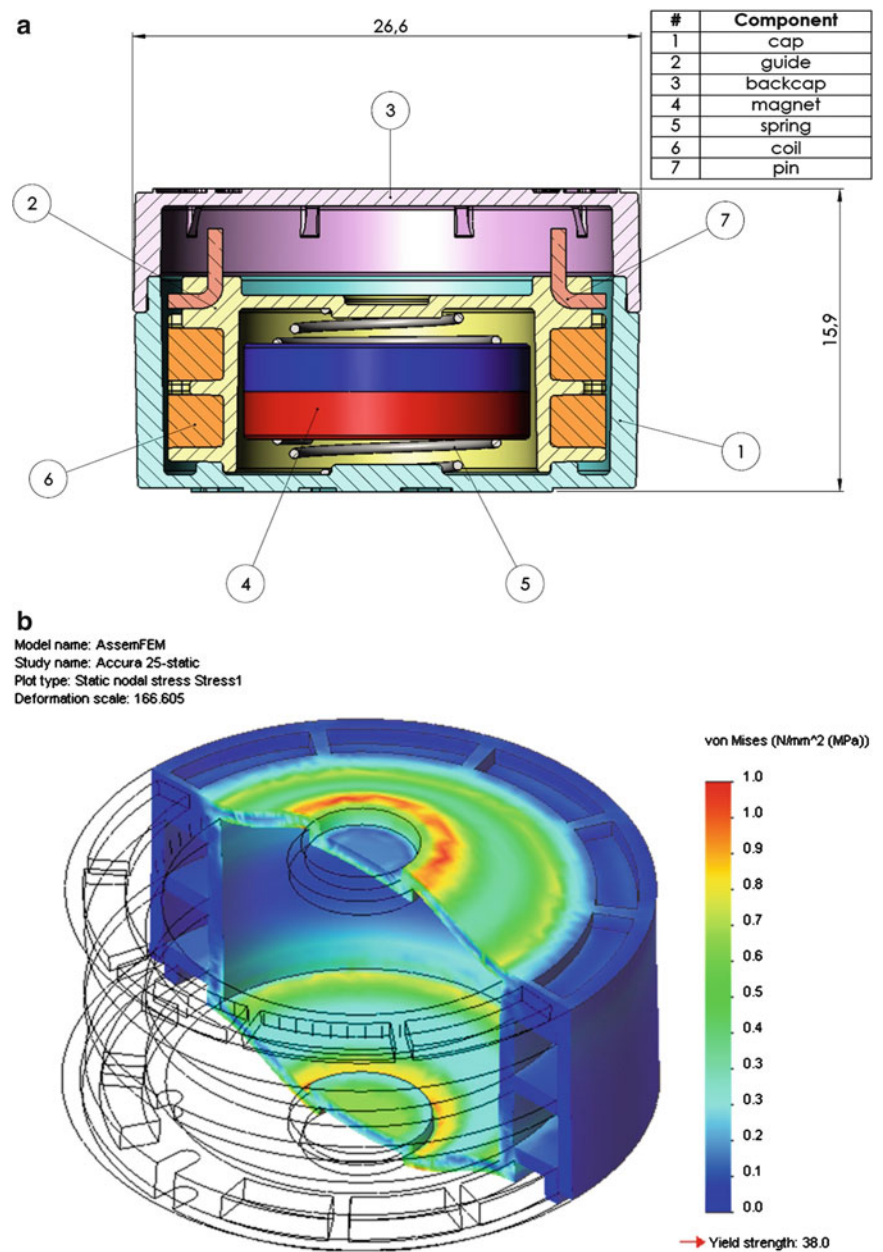 a
26,6
# Component
1 cap
2 guide
3 backcap
4 magnet
5 spring
6 coil
7 pin
3
2
7
15,9
6
1
4
5
b
Model name: AssemFEM
Study name: Accura 25-static
Plot type: Static nodal stress Stress1
Deformation scale: 166.605
von Mises (N/mm^2 (MPa))
1.0
1.0
0.9
0.8
0.7
0.6
0.5
0.4
0.3
0.3
0.2
0.1
0.0
Yield strength: 38.0